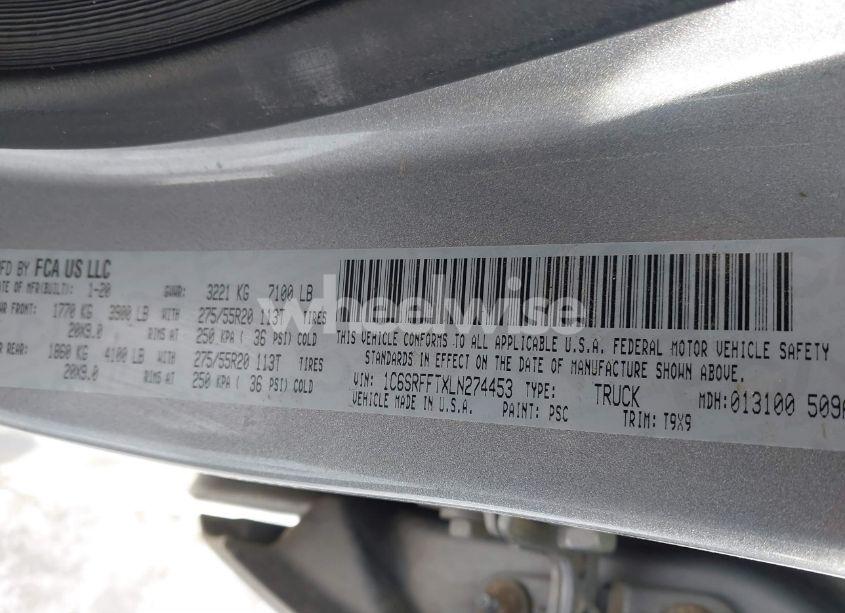 MFD BY FCA US LLC
DATE OF MFR(BUILT): 1-20 GVWR: 3221 KG 7100 LB
FRONT: 1770 KG 3900 LB WITH 275/55R20 113T TIRES
20X9.0 RIMS AT 250 KPA ( 36 PSI) COLD
REAR: 1860 KG 4100 LB WITH 275/55R20 113T TIRES
20X9.0 RIMS AT 250 KPA ( 36 PSI) COLD
THIS VEHICLE CONFORMS TO ALL APPLICABLE U.S.A. FEDERAL MOTOR VEHICLE SAFETY
STANDARDS IN EFFECT ON THE DATE OF MANUFACTURE SHOWN ABOVE.
VIN: 1C6SRFFTXLN274453 TYPE: TRUCK MDH:013100 509A
VEHICLE MADE IN U.S.A. PAINT: PSC TRIM: T9X9
wheelwise